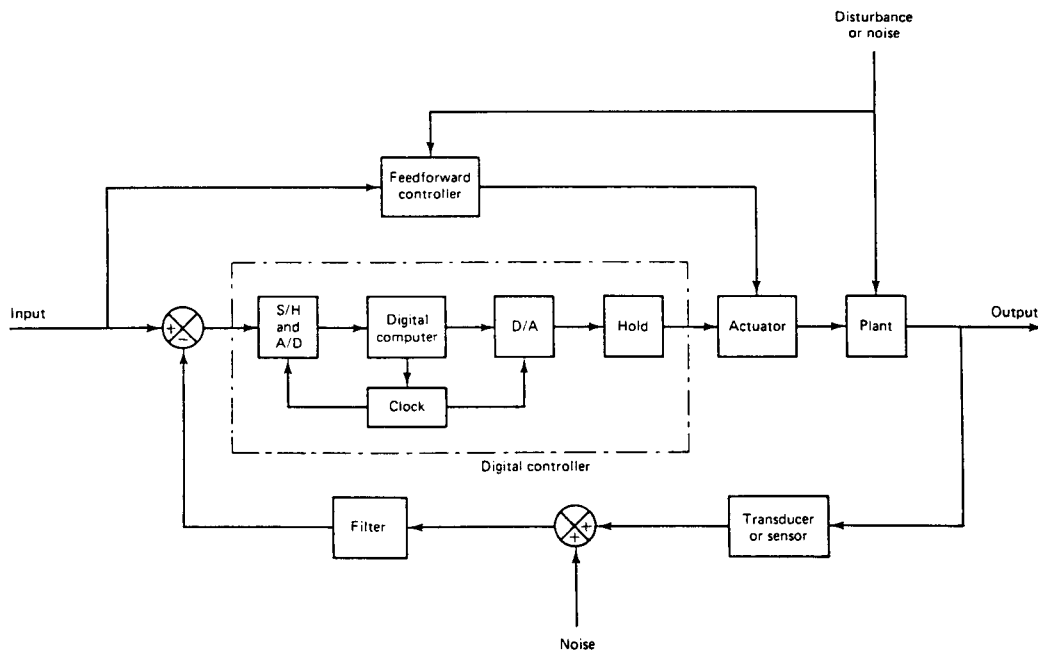 Disturbance
or noise
Feedforward
controller
Input
+
−
S/H
and
A/D
Digital
computer
D/A
Hold
Actuator
Plant
Output
Clock
Digital controller
Filter
+
+
Transducer
or sensor
Noise